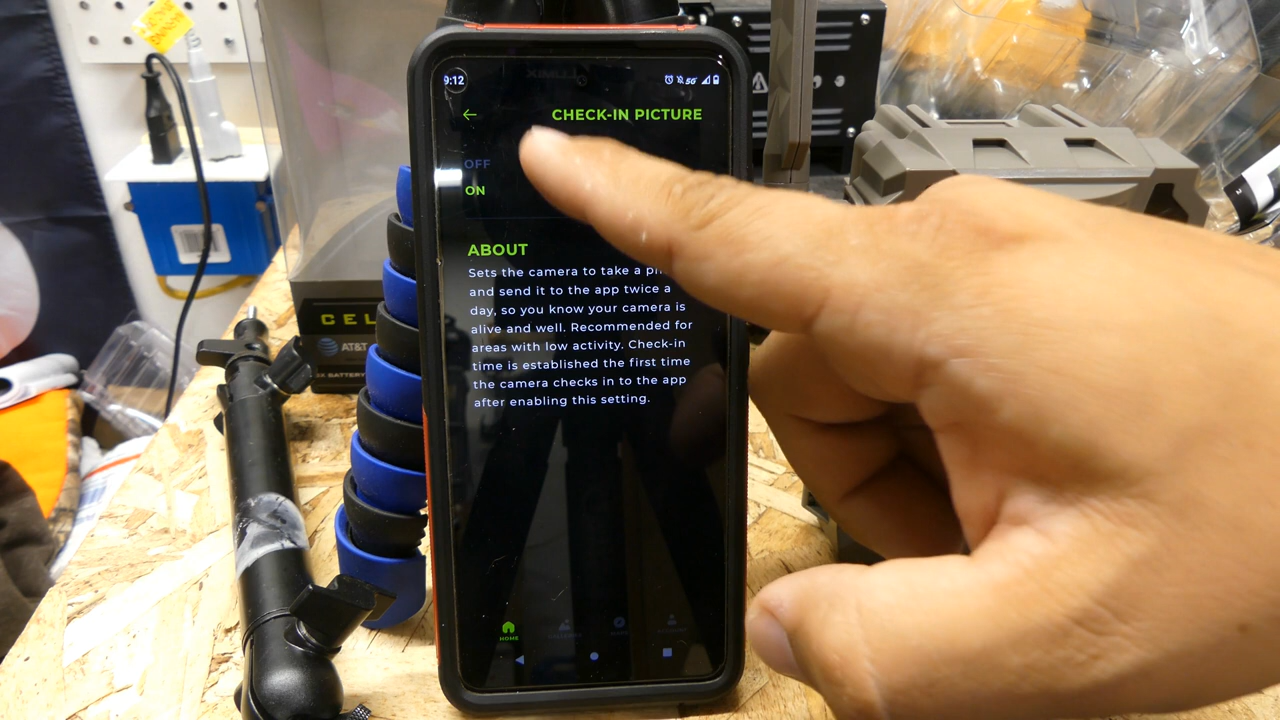 9:12
5G
CHECK-IN PICTURE
OFF
ON
ABOUT
Sets the camera to take a
and send it to the app twice a
day, so you know your camera is
alive and well. Recommended for
areas with low activity. Check-in
time is established the first time
the camera checks in to the app
after enabling this setting.
HOME
CEL
AT&T
BATTERY